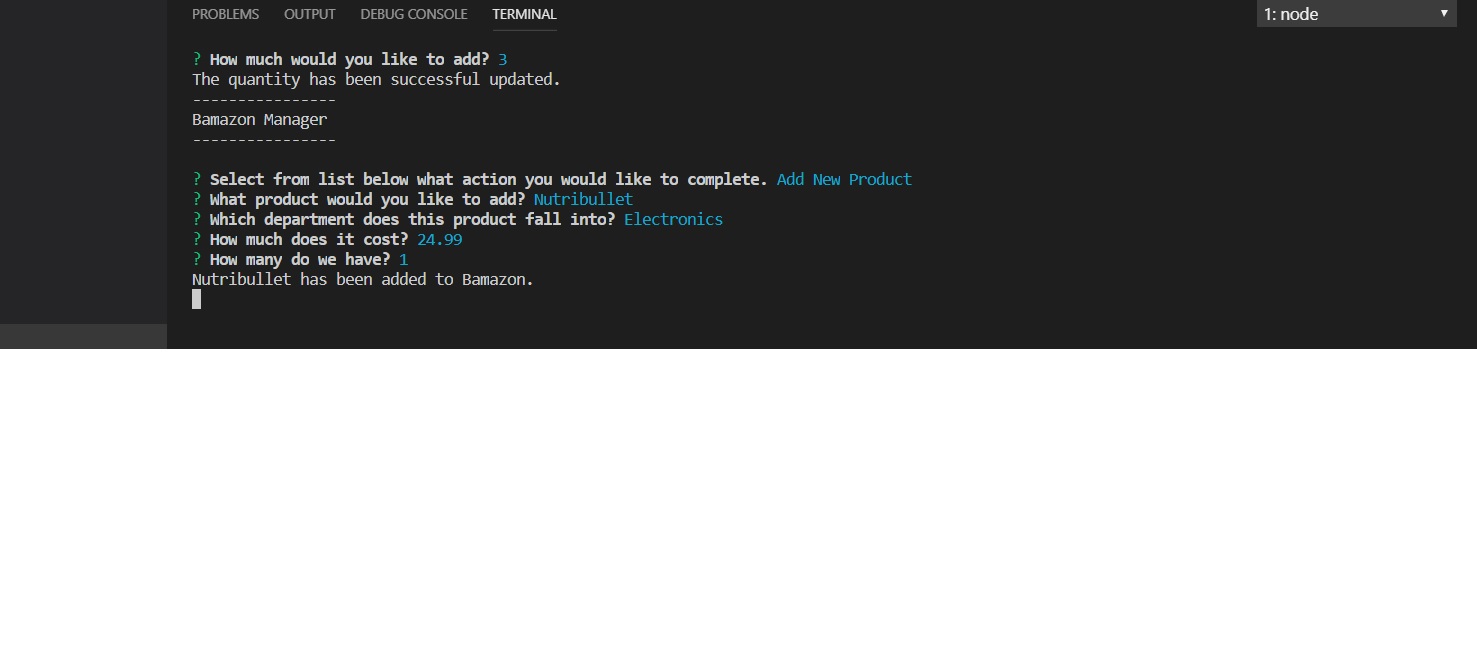 PROBLEMS OUTPUT DEBUG CONSOLE TERMINAL 1: node
? How much would you like to add? 3
The quantity has been successful updated.
----------------
Bamazon Manager
----------------
? Select from list below what action you would like to complete. Add New Product
? What product would you like to add? Nutribullet
? Which department does this product fall into? Electronics
? How much does it cost? 24.99
? How many do we have? 1
Nutribullet has been added to Bamazon.